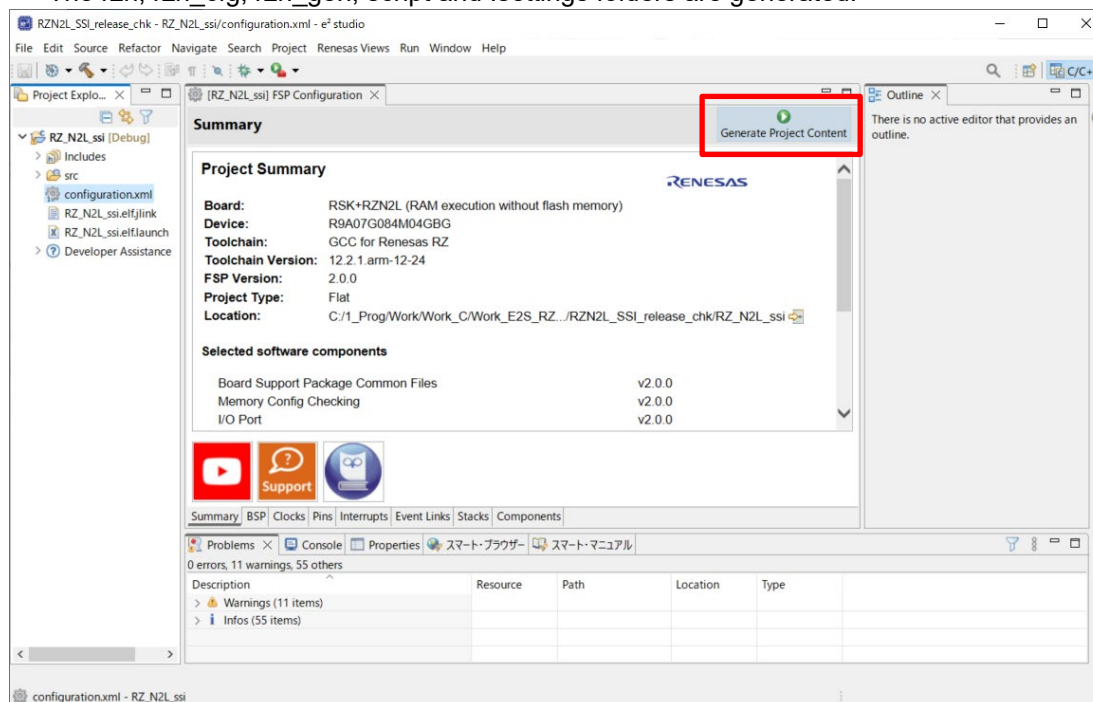 RZN2L_SSI_release_chk - RZ_N2L_ssi/configuration.xml - e² studio
File Edit Source Refactor Navigate Search Project Renesas Views Run Window Help
C/C+
Project Explo...
[RZ_N2L_ssi] FSP Configuration
Outline
RZ_N2L_ssi [Debug]
Includes
src
configuration.xml
RZ_N2L_ssi.elf.jlink
RZ_N2L_ssi.elf.launch
Developer Assistance
Summary
Generate Project Content
There is no active editor that provides an
outline.
Project Summary
RENESAS
Board: RSK+RZN2L (RAM execution without flash memory)
Device: R9A07G084M04GBG
Toolchain: GCC for Renesas RZ
Toolchain Version: 12.2.1.arm-12-24
FSP Version: 2.0.0
Project Type: Flat
Location: C:/1_Prog/Work/Work_C/Work_E2S_RZ.../RZN2L_SSI_release_chk/RZ_N2L_ssi
Selected software components
Board Support Package Common Files v2.0.0
Memory Config Checking v2.0.0
I/O Port v2.0.0
Support
Summary BSP Clocks Pins Interrupts Event Links Stacks Components
Problems Console Properties スマート・ブラウザー スマート・マニュアル
0 errors, 11 warnings, 55 others
Description Resource Path Location Type
Warnings (11 items)
Infos (55 items)
configuration.xml - RZ_N2L_ssi